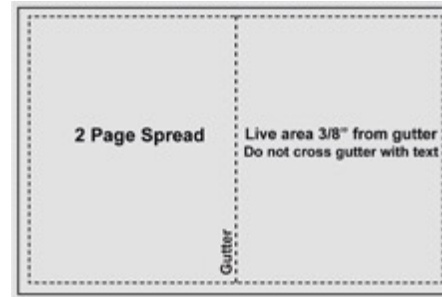 2 Page Spread
Live area 3/8" from gutter
Do not cross gutter with text
Gutter